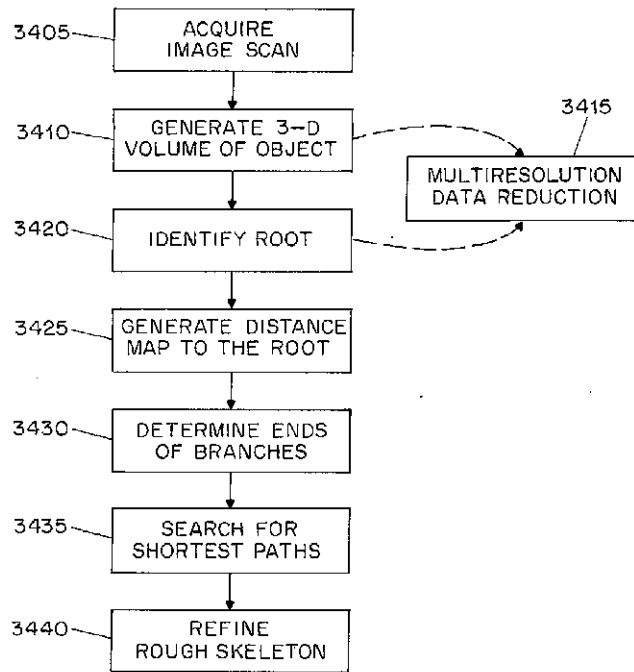 3405
ACQUIRE
IMAGE SCAN
3410
GENERATE 3-D
VOLUME OF OBJECT
3415
MULTIRESOLUTION
DATA REDUCTION
3420
IDENTIFY ROOT
3425
GENERATE DISTANCE
MAP TO THE ROOT
3430
DETERMINE ENDS
OF BRANCHES
3435
SEARCH FOR
SHORTEST PATHS
3440
REFINE
ROUGH SKELETON